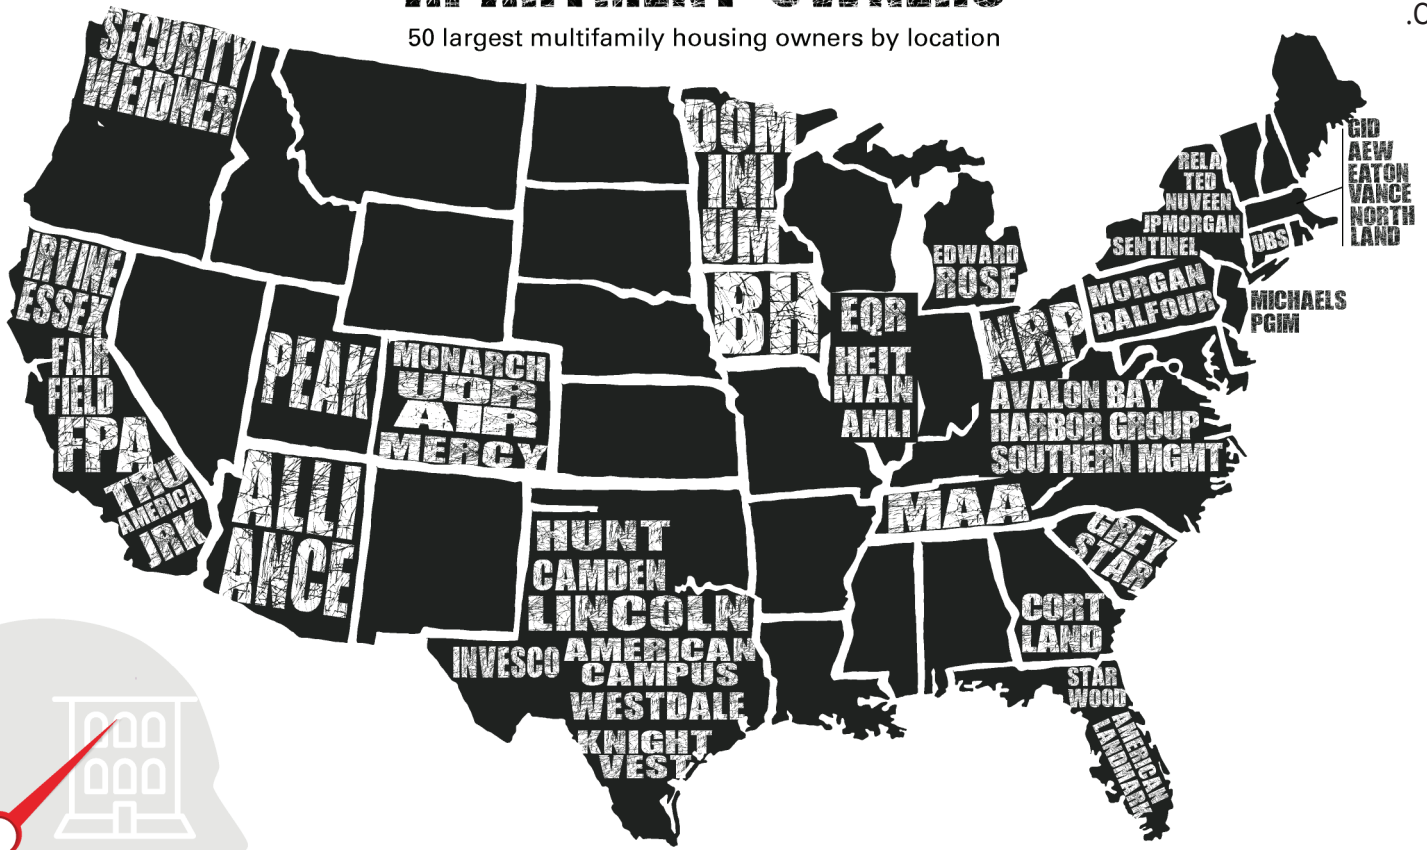 APARTMENT OWNERS
50 largest multifamily housing owners by location
SECURITY
WEIDNER
DOM
INI
UM
GID
AEW
EATON
VANCE
NORTH
LAND
RELA
TED
NUVEEN
JPMORGAN
SENTINEL
UBS
IRVINE
ESSEX
FAIR
FIELD
FPA
TRU
AMERICA
JRK
EDWARD
ROSE
BH
EQR
HEIT
MAN
AMLI
NRP
MORGAN
BALFOUR
MICHAELS
PGIM
PEAK
MONARCH
UDR
AIR
MERCY
AVALON BAY
HARBOR GROUP
SOUTHERN MGMT
ALLI
ANCE
MAA
GREY
STAR
HUNT
CAMDEN
LINCOLN
INVESCO
AMERICAN
CAMPUS
WESTDALE
KNIGHT
VEST
CORT
LAND
STAR
WOOD
AMERICAN
LANDMARK